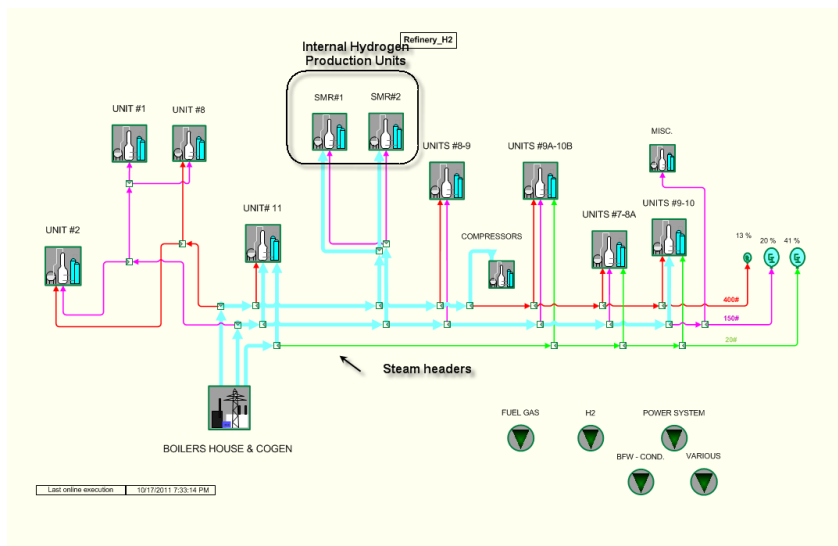 Refinery_H2
Internal Hydrogen
Production Units
SMR#1
SMR#2
UNIT #1
UNIT #8
UNITS #8-9
UNITS #9A-10B
MISC.
UNIT #2
UNIT# 11
COMPRESSORS
UNITS #7-8A
UNITS #9-10
13 %
20 %
41 %
400#
150#
20#
Steam headers
BOILERS HOUSE & COGEN
FUEL GAS
H2
POWER SYSTEM
BFW - COND.
VARIOUS
Last online execution
10/17/2011 7:33:14 PM